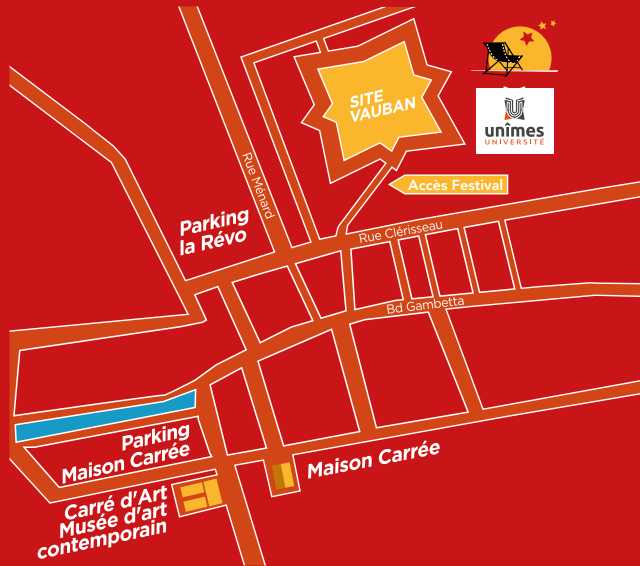 SITE
VAUBAN
unîmes
UNIVERSITÉ
Accès Festival
Rue Ménard
Parking
la Révo
Rue Clérisseau
Bd Gambetta
Parking
Maison Carrée
Maison Carrée
Carré d'Art
Musée d'art
contemporain